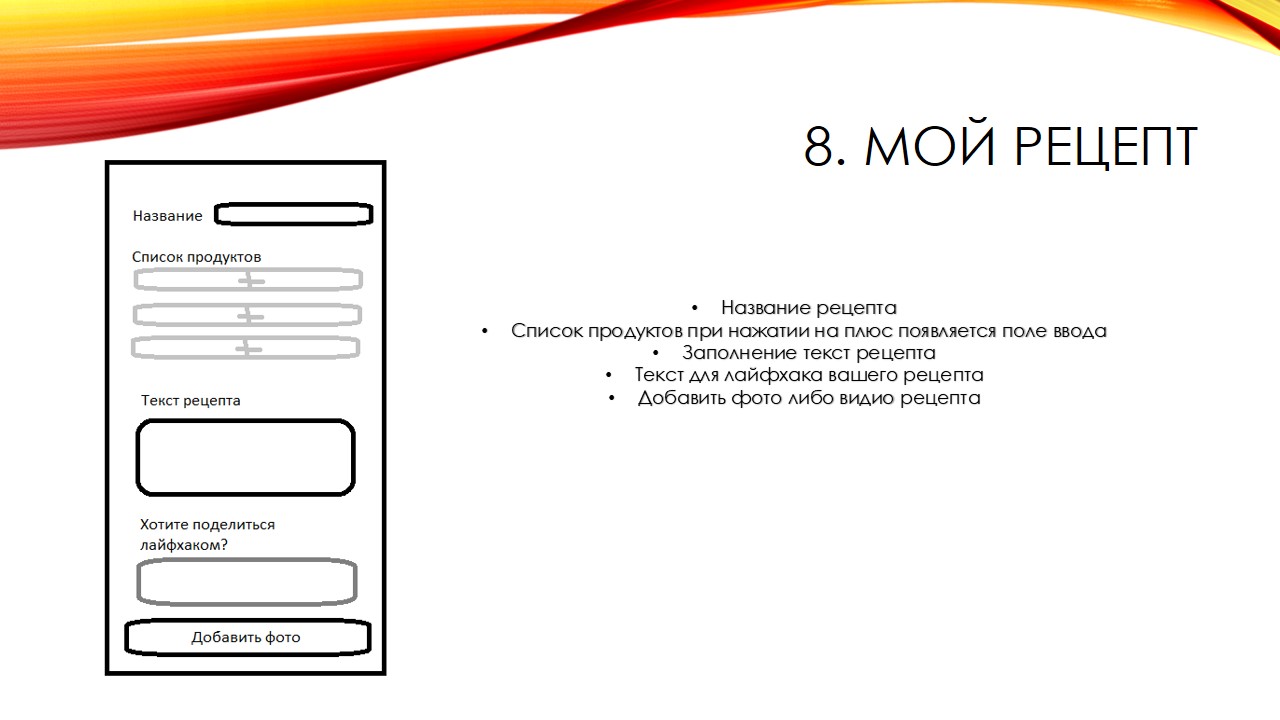 8. МОЙ РЕЦЕПТ
Название
Список продуктов
+
+
+
Текст рецепта
Хотите поделиться
лайфхаком?
Добавить фото
• Название рецепта
• Список продуктов при нажатии на плюс появляется поле ввода
• Заполнение текст рецепта
• Текст для лайфхака вашего рецепта
• Добавить фото либо видио рецепта